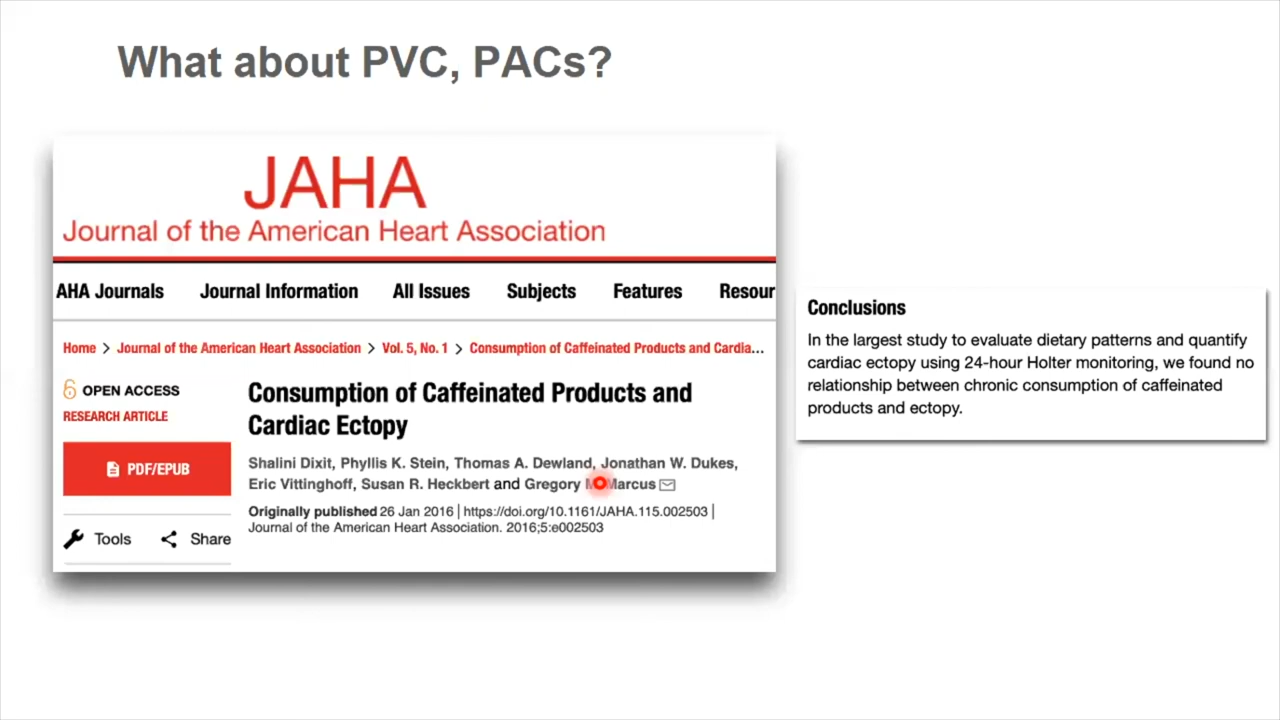 What about PVC, PACs?
JAHA
Journal of the American Heart Association
AHA Journals Journal Information All Issues Subjects Features Resour
Home > Journal of the American Heart Association > Vol. 5, No. 1 > Consumption of Caffeinated Products and Cardia...
OPEN ACCESS
RESEARCH ARTICLE
PDF/EPUB
Tools Share
Consumption of Caffeinated Products and
Cardiac Ectopy
Shalini Dixit, Phyllis K. Stein, Thomas A. Dewland, Jonathan W. Dukes,
Eric Vittinghoff, Susan R. Heckbert and Gregory Marcus
Originally published 26 Jan 2016 | https://doi.org/10.1161/JAHA.115.002503 |
Journal of the American Heart Association. 2016;5:e002503
Conclusions
In the largest study to evaluate dietary patterns and quantify
cardiac ectopy using 24-hour Holter monitoring, we found no
relationship between chronic consumption of caffeinated
products and ectopy.